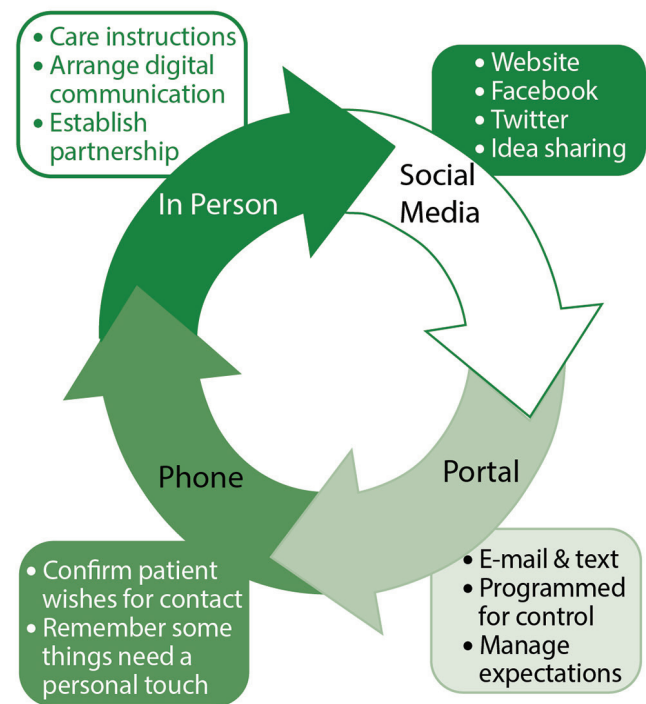 • Care instructions
• Arrange digital
communication
• Establish
partnership
In Person
• Website
• Facebook
• Twitter
• Idea sharing
Social
Media
Portal
• E-mail & text
• Programmed
for control
• Manage
expectations
Phone
• Confirm patient
wishes for contact
• Remember some
things need a
personal touch